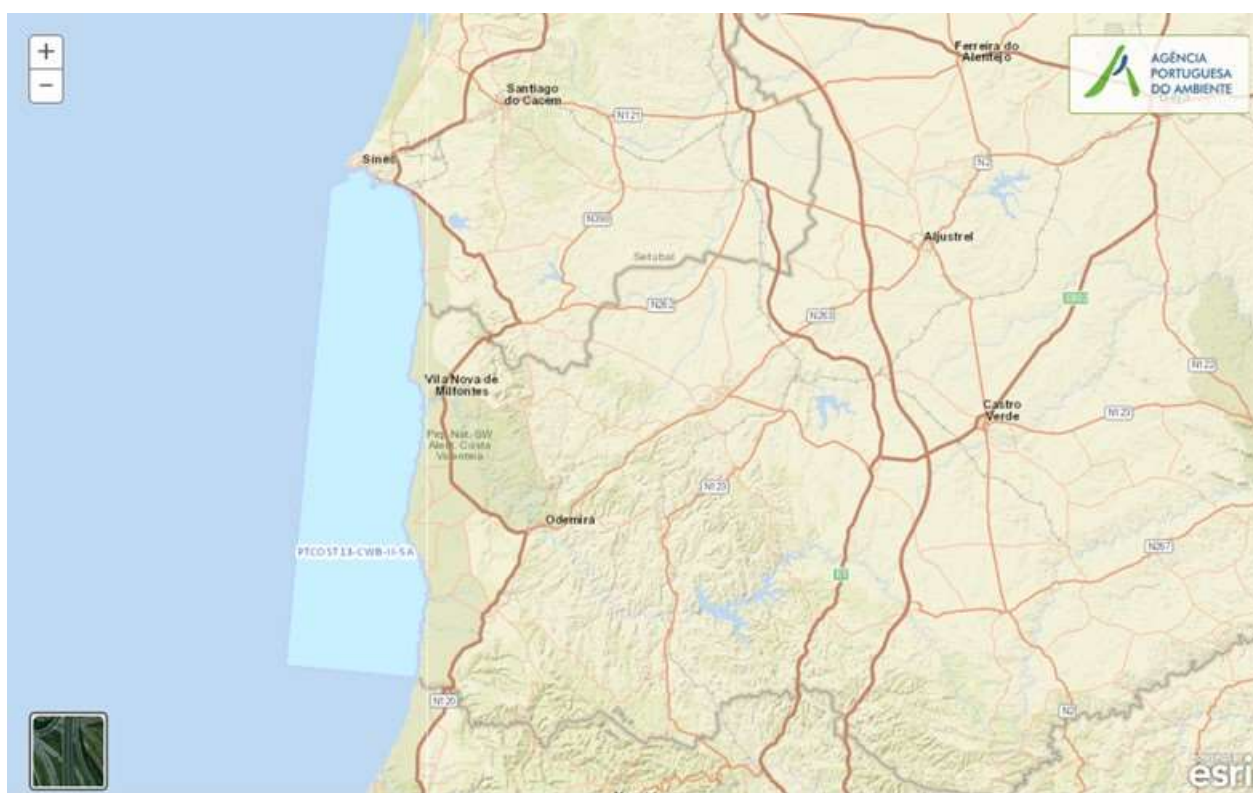 +
−
Ferreira do
Alentejo
AGÊNCIA
PORTUGUESA
DO AMBIENTE
Santiago
do Cacém
N121
Sines
N2
N390
Aljustrel
Setúbal
N262
N263
N122
Vila Nova de
Milfontes
Castro
Verde
N123
Parq. Nat. SW
Alent. Costa
Vicentina
N123
Odemira
PTCOST13-CWB-II-5A
N267
N120
N2
esri